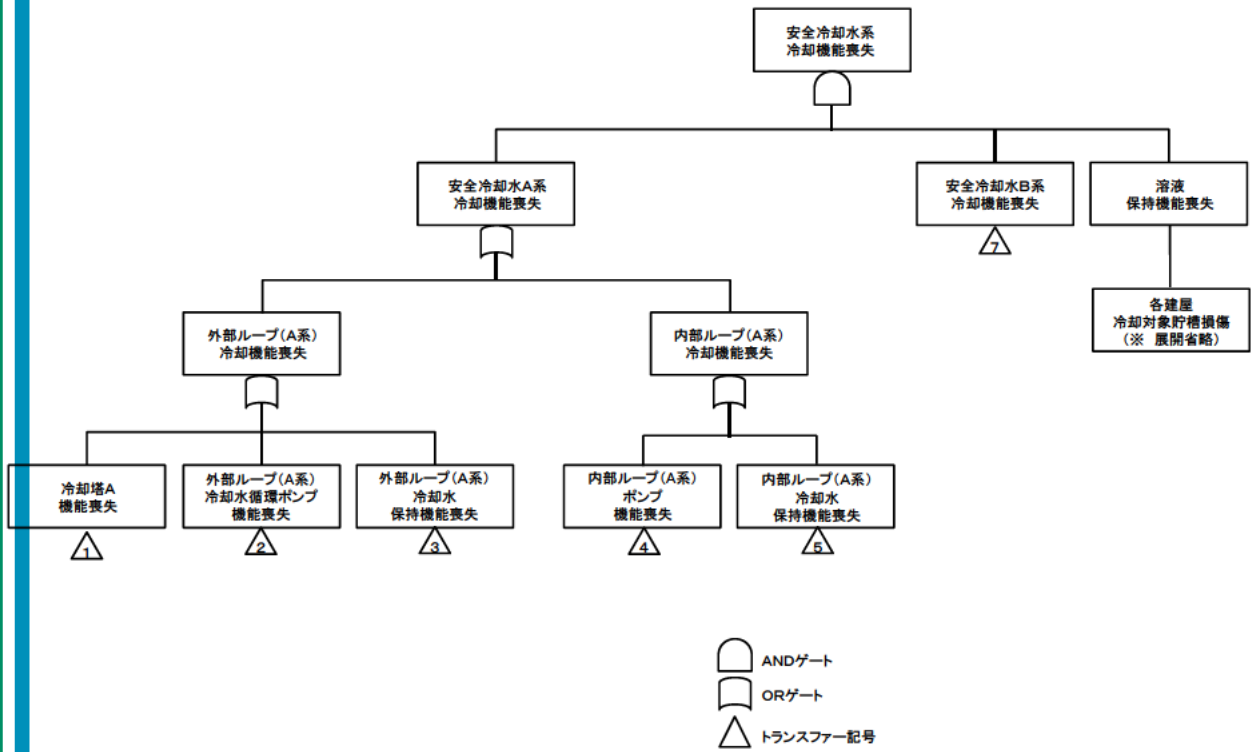 安全冷却水系
冷却機能喪失
安全冷却水A系
冷却機能喪失
安全冷却水B系
冷却機能喪失
7
溶液
保持機能喪失
各建屋
冷却対象貯槽損傷
(※ 展開省略)
外部ループ(A系)
冷却機能喪失
内部ループ(A系)
冷却機能喪失
冷却塔A
機能喪失
1
外部ループ(A系)
冷却水循環ポンプ
機能喪失
2
外部ループ(A系)
冷却水
保持機能喪失
3
内部ループ(A系)
ポンプ
機能喪失
4
内部ループ(A系)
冷却水
保持機能喪失
5
ANDゲート
ORゲート
トランスファー記号